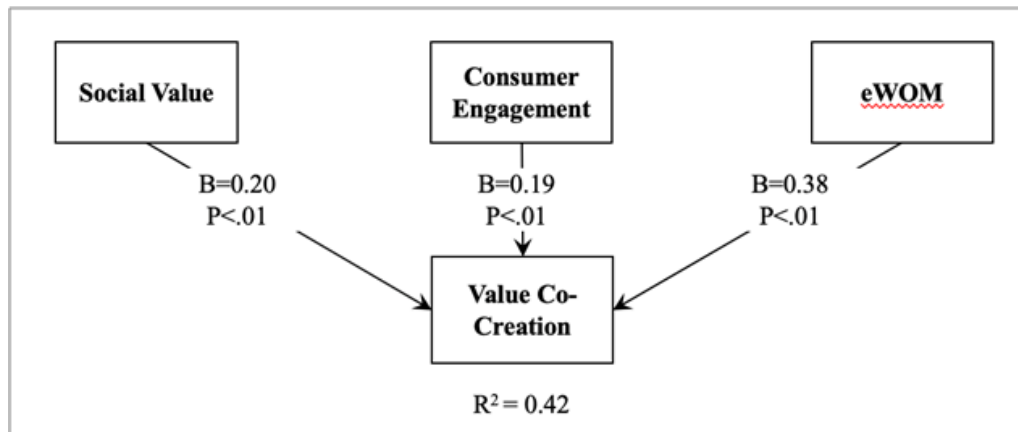 Social Value
Consumer
Engagement
eWOM
B=0.20
P<.01
B=0.19
P<.01
B=0.38
P<.01
Value Co-
Creation
R² = 0.42